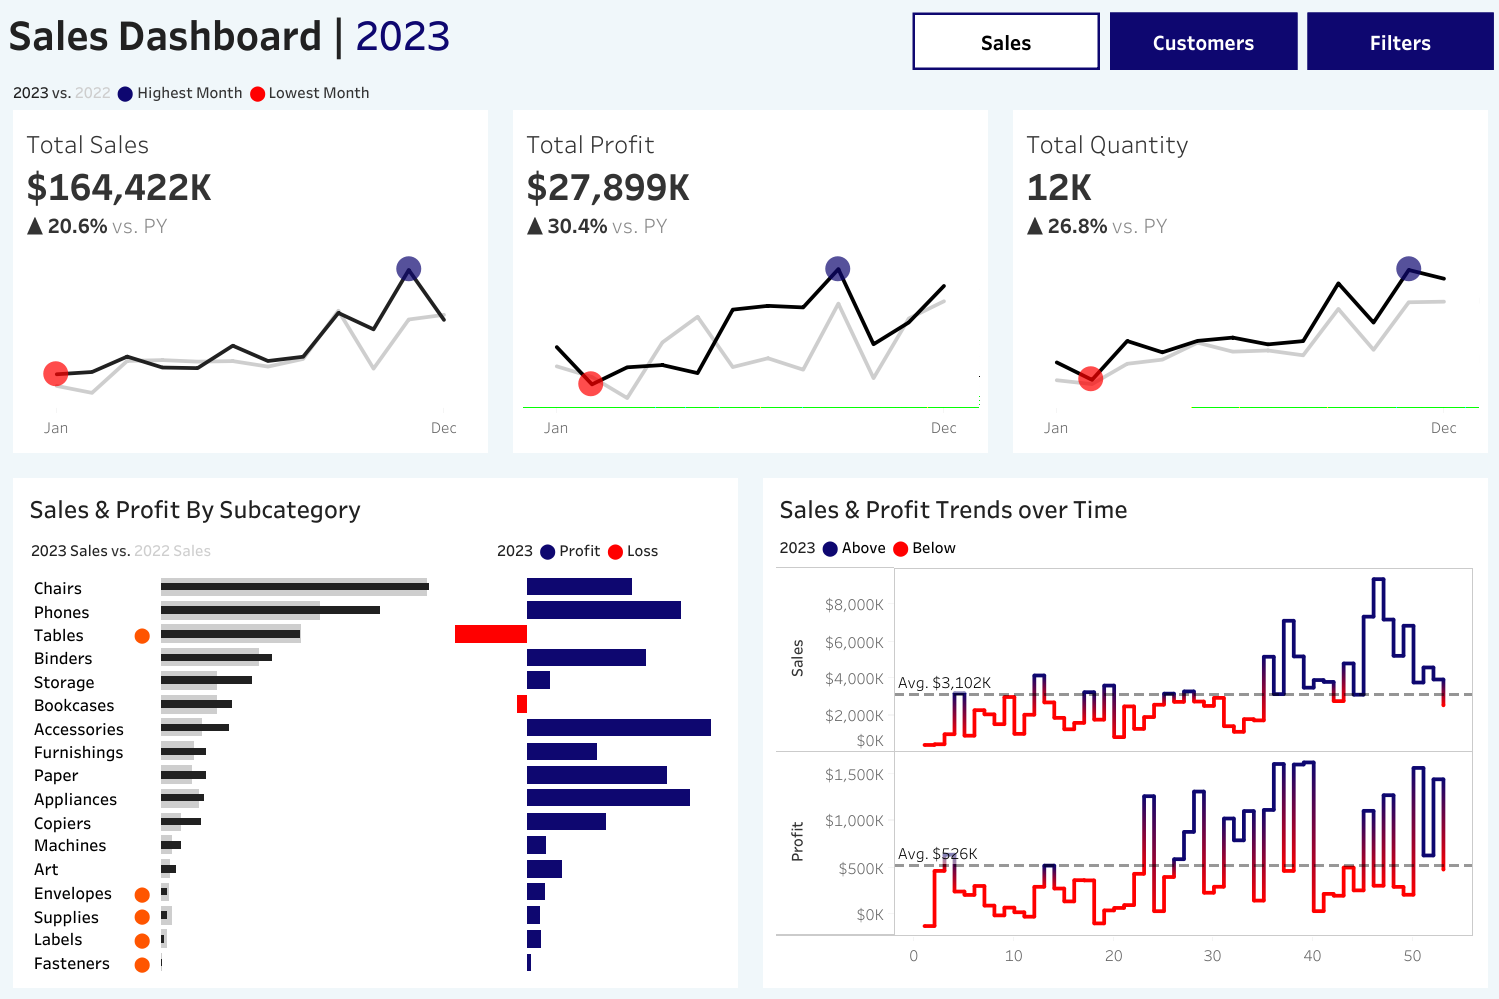 Sales Dashboard | 2023
Sales
Customers
Filters
2023 vs. 2022 Highest Month Lowest Month
Total Sales
$164,422K
▲ 20.6% vs. PY
Jan
Dec
Total Profit
$27,899K
▲ 30.4% vs. PY
Jan
Dec
Total Quantity
12K
▲ 26.8% vs. PY
Jan
Dec
Sales & Profit By Subcategory
2023 Sales vs. 2022 Sales
2023 Profit Loss
Chairs
Phones
Tables
Binders
Storage
Bookcases
Accessories
Furnishings
Paper
Appliances
Copiers
Machines
Art
Envelopes
Supplies
Labels
Fasteners
Sales & Profit Trends over Time
2023 Above Below
Sales
$8,000K
$6,000K
$4,000K
$2,000K
$0K
Avg. $3,102K
Profit
$1,500K
$1,000K
$500K
$0K
Avg. $526K
0
10
20
30
40
50